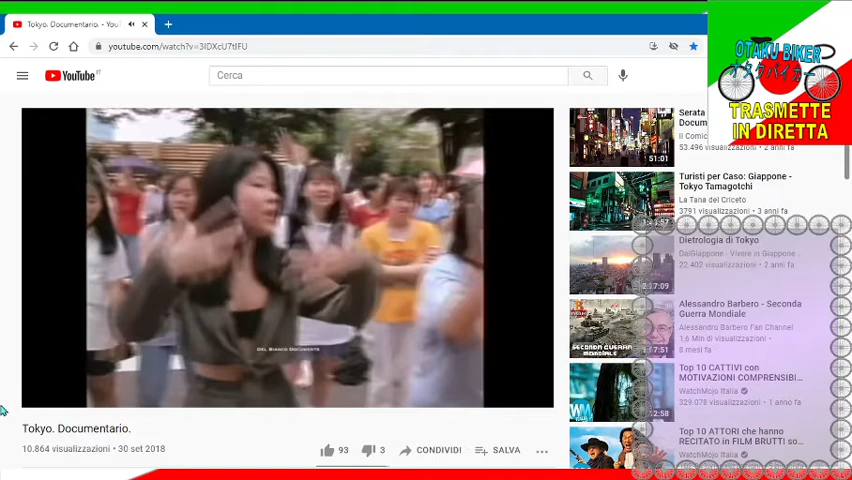 Tokyo. Documentario. - You
youtube.com/watch?v=3IDXcU7tIFU
YouTube IT
Cerca
OTAKU BIKER
オタクバイカー
TRASMETTE
IN DIRETTA
DEL BIANCO DOCUMENTS
Tokyo. Documentario.
10.864 visualizzazioni • 30 set 2018
93
3
CONDIVIDI
SALVA
Serata
Docum
Il Comic
53.496 visualizzazioni • 2 anni fa
51:01
Turisti per Caso: Giappone -
Tokyo Tamagotchi
La Tana del Criceto
3791 visualizzazioni • 3 anni fa
Dietrologia di Tokyo
DaiGiappone - Vivere in Giappone
22.402 visualizzazioni • 2 anni fa
Alessandro Barbero - Seconda
Guerra Mondiale
Alessandro Barbero Fan Channel
1,6 Mln di visualizzazioni •
8 mesi fa
SECONDA GUERRA
MONDIALE
Top 10 CATTIVI con
MOTIVAZIONI COMPRENSIBI...
WatchMojo Italia
329.078 visualizzazioni • 1 anno fa
Top 10 ATTORI che hanno
RECITATO in FILM BRUTTI so...
WatchMojo Italia